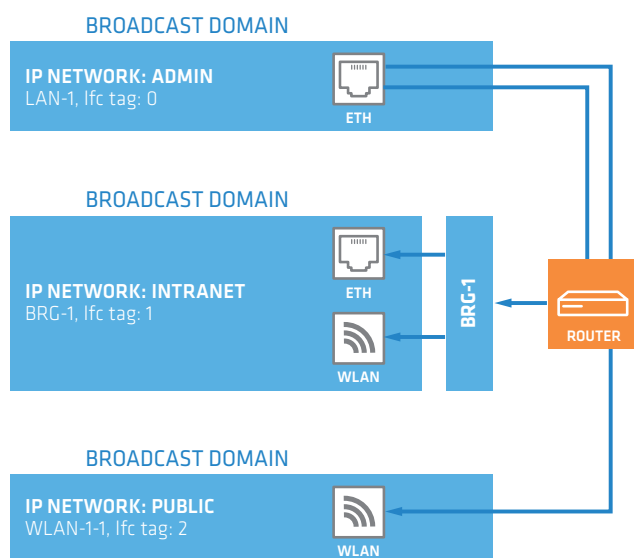 BROADCAST DOMAIN
IP NETWORK: ADMIN
LAN-1, Ifc tag: 0
ETH
BROADCAST DOMAIN
IP NETWORK: INTRANET
BRG-1, Ifc tag: 1
ETH
WLAN
BRG-1
ROUTER
BROADCAST DOMAIN
IP NETWORK: PUBLIC
WLAN-1-1, Ifc tag: 2
WLAN